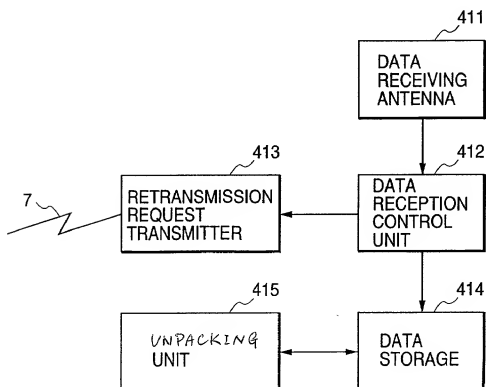 411
DATA
RECEIVING
ANTENNA
413
412
7
RETRANSMISSION
REQUEST
TRANSMITTER
DATA
RECEPTION
CONTROL
UNIT
415
414
UNPACKING
UNIT
DATA
STORAGE